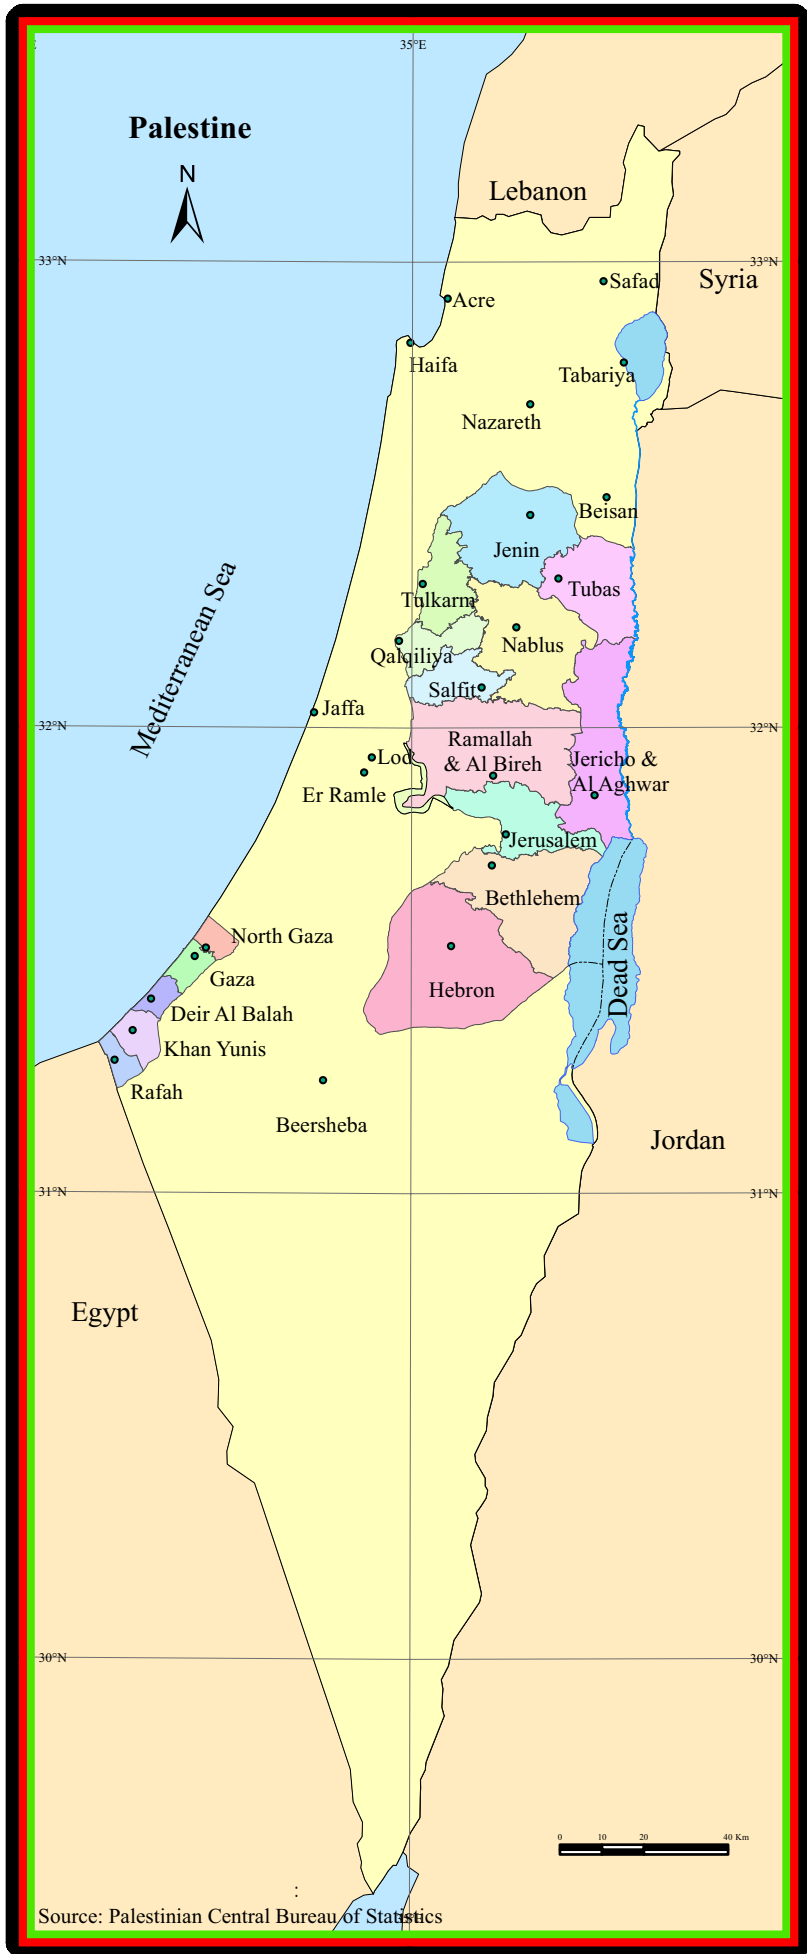 35°E
Palestine
N
Lebanon
33°N
33°N
Safad
Syria
Acre
Haifa
Tabariya
Nazareth
Beisan
Jenin
Tubas
Tulkarm
Nablus
Qalqiliya
Salfit
Mediterranean Sea
Jaffa
32°N
32°N
Ramallah
& Al Bireh
Lod
Jericho &
Al Aghwar
Er Ramle
Jerusalem
Bethlehem
North Gaza
Dead Sea
Gaza
Hebron
Deir Al Balah
Khan Yunis
Rafah
Beersheba
Jordan
31°N
31°N
Egypt
30°N
30°N
0 10 20 40 Km
:
Source: Palestinian Central Bureau of Statistics